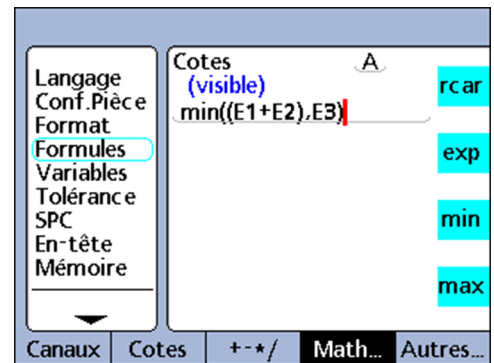 Langage
Conf.Pièce
Format
Formules
Variables
Tolérance
SPC
En-tête
Mémoire
Cotes A
(visible)
min((E1+E2),E3)
rcar
exp
min
max
Canaux Cotes +-*/ Math... Autres...